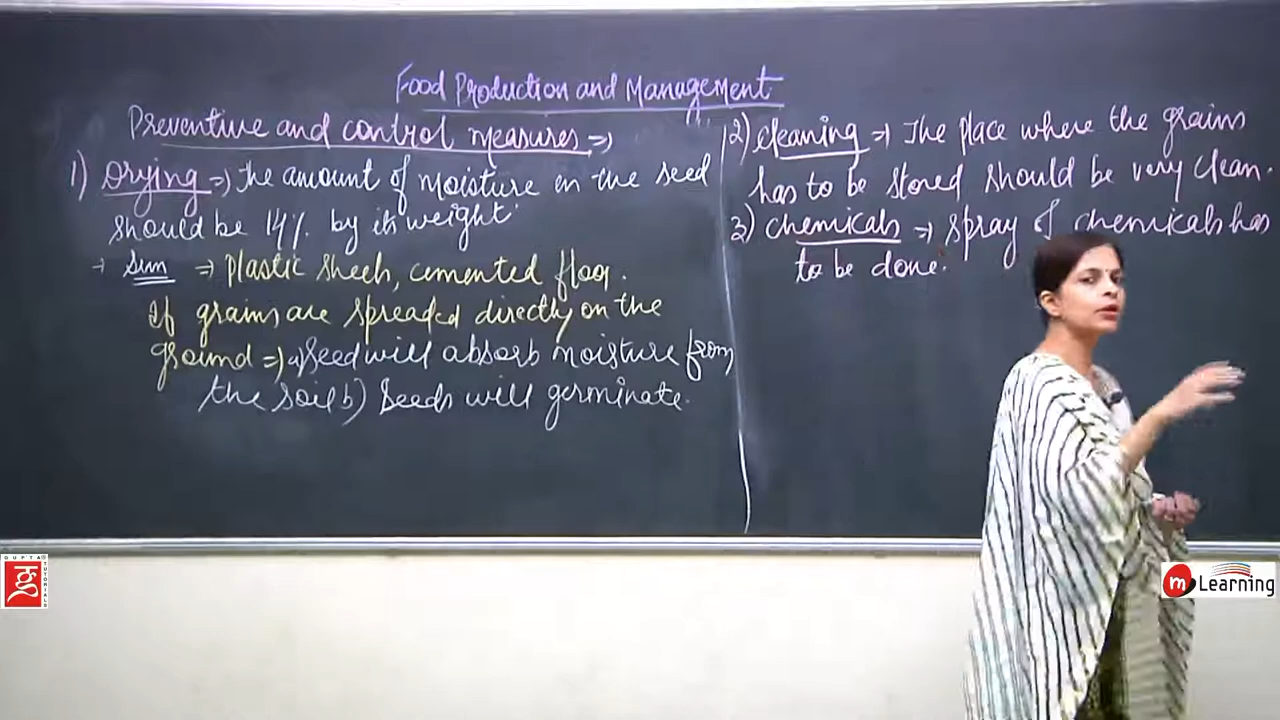 Food Production and Management
Preventive and control measures ⇒
1) Drying ⇒ The amount of moisture in the seed
should be 14% by its weight.
→ Sun ⇒ plastic sheets, cemented floor.
If grains are spreaded directly on the
ground ⇒ a) Seed will absorb moisture from
the soil b) Seeds will germinate.
2) Cleaning ⇒ The place where the grains
has to be stored should be very clean.
3) chemicals ⇒ spray of chemicals has
to be done.
GUPTA TUTORIALS
m Learning